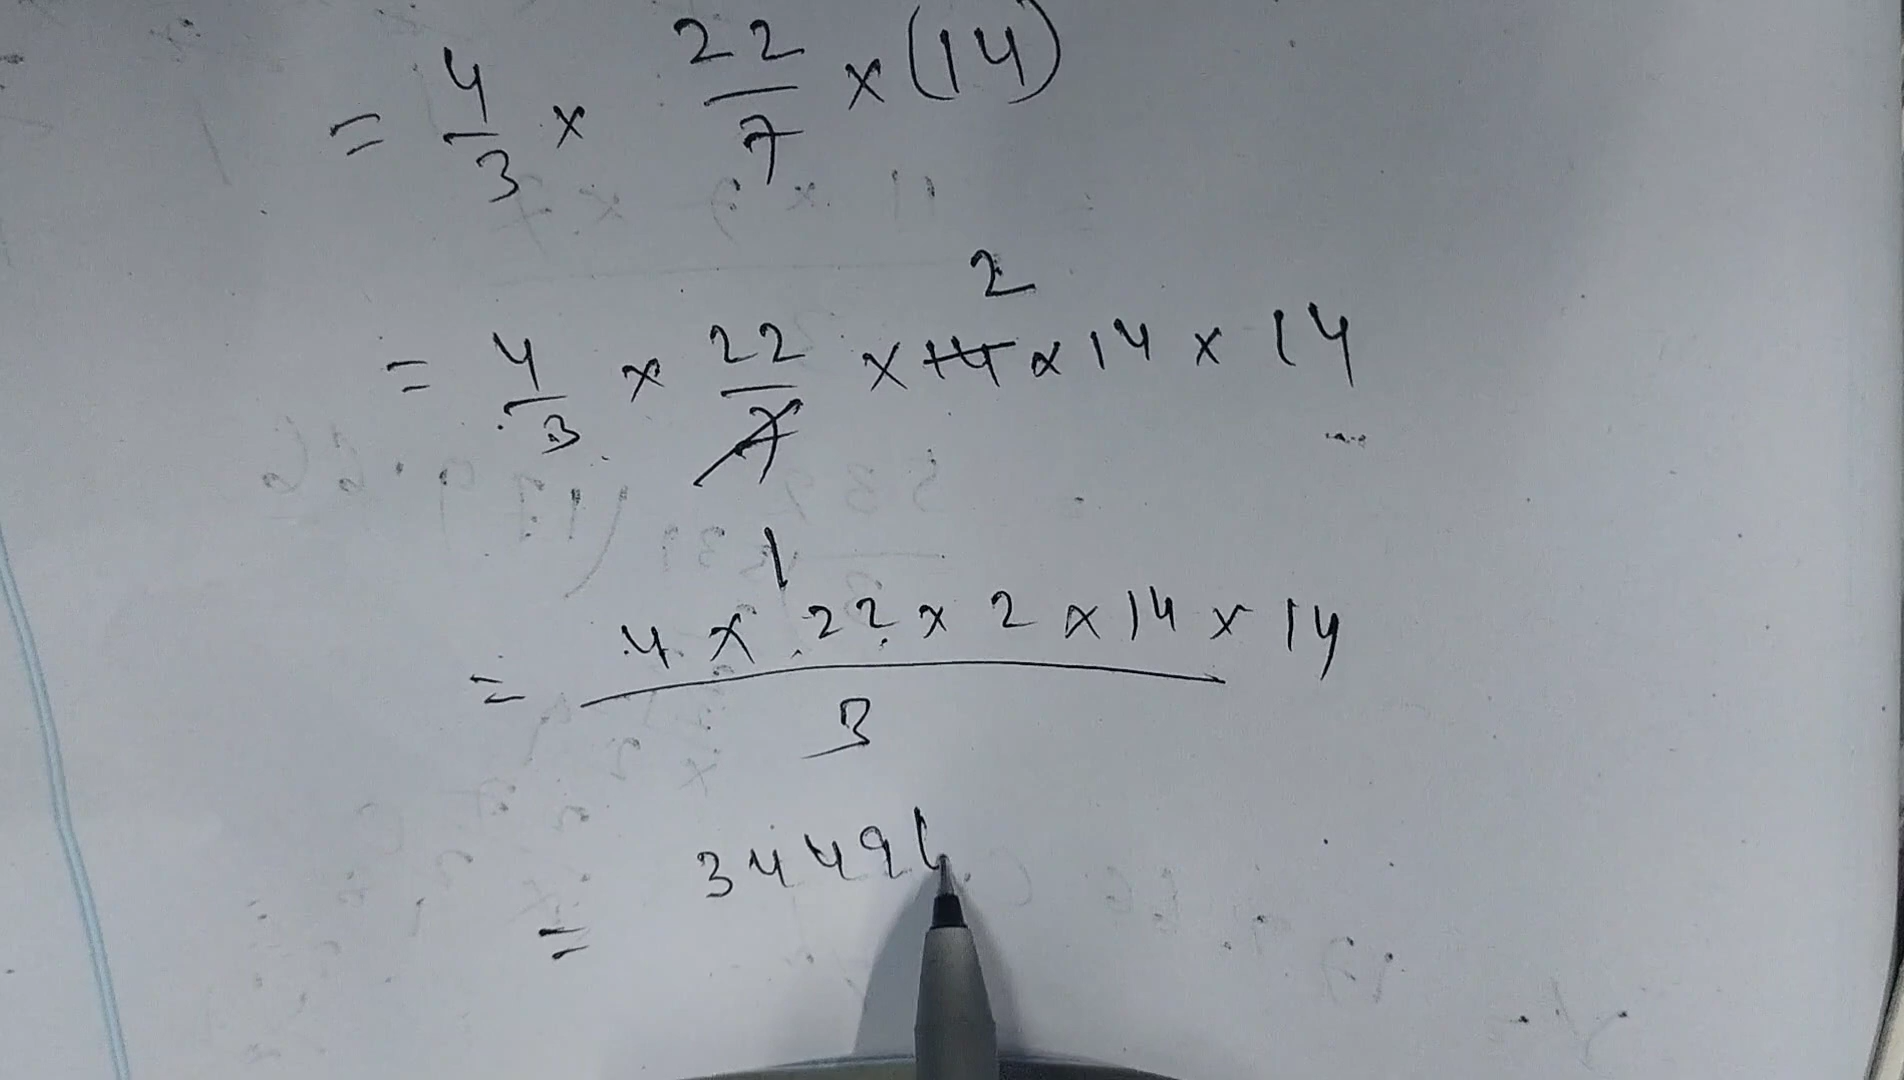 = 4/3 × 22/7 × (14)
2
= 4/3 × 22/7 × 14 × 14 × 14
1
= 4 × 22 × 2 × 14 × 14
3
= 3449